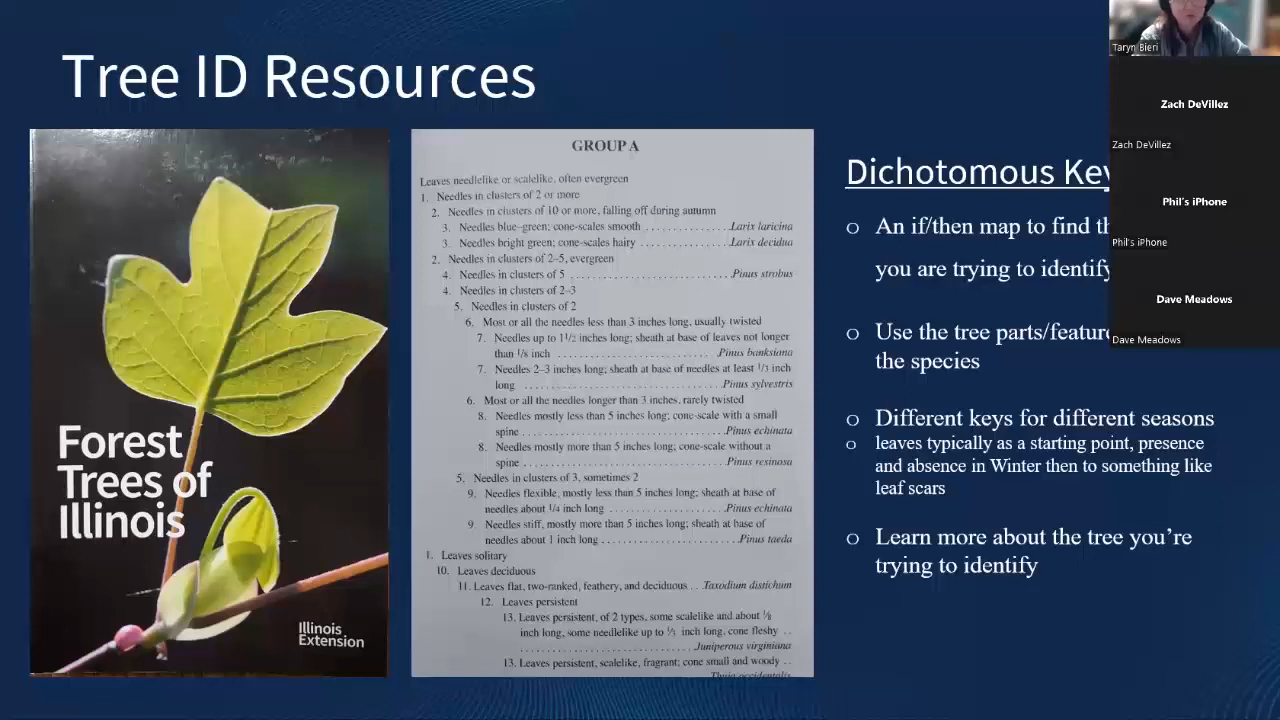 Tree ID Resources
Forest
Trees of
Illinois
Illinois
Extension
GROUP A
Leaves needlelike or scalelike, often evergreen
1. Needles in clusters of 2 or more
2. Needles in clusters of 10 or more, falling off during autumn
3. Needles blue-green; cone-scales smooth ........ Larix laricina
3. Needles bright green; cone-scales hairy ........ Larix decidua
2. Needles in clusters of 2–5, evergreen
4. Needles in clusters of 5 ........ Pinus strobus
4. Needles in clusters of 2–3
5. Needles in clusters of 2
6. Most or all the needles less than 3 inches long, usually twisted
7. Needles up to 1 1/2 inches long; sheath at base of leaves not longer
than 1/8 inch ........ Pinus banksiana
7. Needles 2–3 inches long; sheath at base of needles at least 1/3 inch
long ........ Pinus sylvestris
6. Most or all the needles longer than 3 inches, rarely twisted
8. Needles mostly less than 5 inches long; cone-scale with a small
spine ........ Pinus echinata
8. Needles mostly more than 5 inches long; cone-scale without a
spine ........ Pinus resinosa
5. Needles in clusters of 3, sometimes 2
9. Needles flexible, mostly less than 5 inches long; sheath at base of
needles about 1/4 inch long ........ Pinus echinata
9. Needles stiff, mostly more than 5 inches long; sheath at base of
needles about 1 inch long ........ Pinus taeda
1. Leaves solitary
10. Leaves deciduous
11. Leaves flat, two-ranked, feathery, and deciduous ... Taxodium distichum
12. Leaves persistent
13. Leaves persistent, of 2 types, some scalelike and about 1/8
inch long, some needlelike up to 1/3 inch long, cone fleshy ..
........ Juniperous virginiana
13. Leaves persistent, scalelike, fragrant; cone small and woody ..
Thuja occidentalis
Dichotomous Key
o An if/then map to find
you are trying to identify
o Use the tree parts/feature
the species
o Different keys for different seasons
o leaves typically as a starting point, presence
and absence in Winter then to something like
leaf scars
o Learn more about the tree you're
trying to identify
Taryn Bieri
Zach DeVillez
Zach DeVillez
Phil's iPhone
Phil's iPhone
Dave Meadows
Dave Meadows